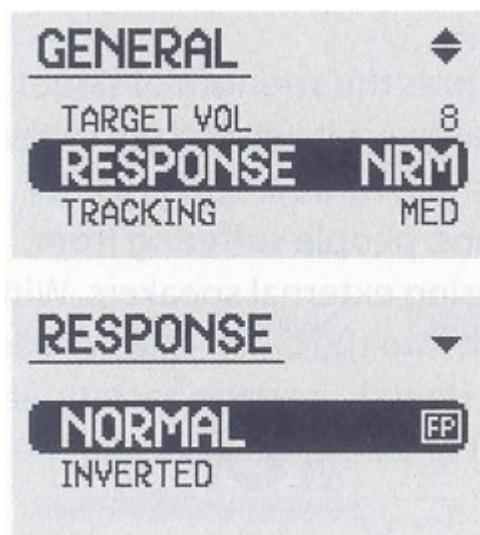 GENERAL
TARGET VOL 8
RESPONSE NRM
TRACKING MED
RESPONSE
NORMAL FP
INVERTED